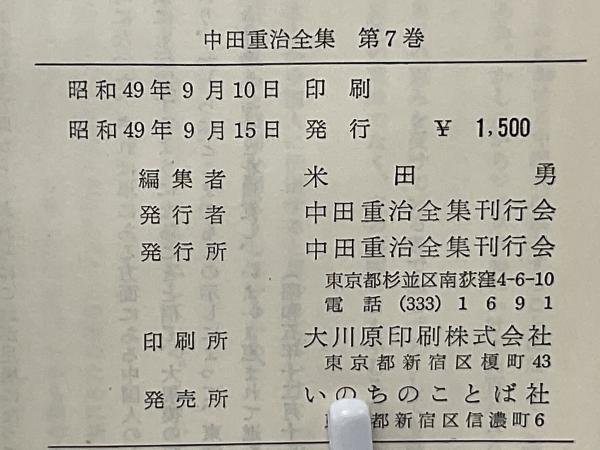 中田重治全集　第7巻
昭和49年9月10日　印刷
昭和49年9月15日　発行　￥1,500
編集者　米田勇
発行者　中田重治全集刊行会
発行所　中田重治全集刊行会
東京都杉並区南荻窪4-6-10
電話 (333) 1691
印刷所　大川原印刷株式会社
東京都新宿区榎町43
発売所　いのちのことば社
都新宿区信濃町6